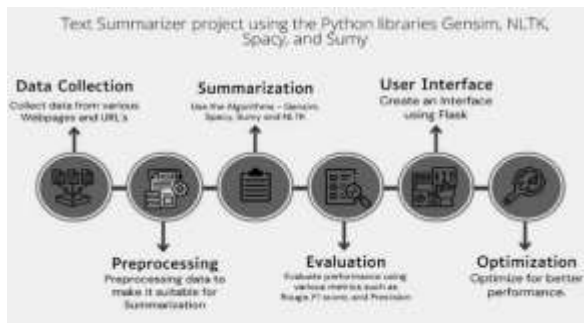 Text Summarizer project using the Python libraries Gensim, NLTK,
Spacy, and Sumy
Data Collection
Collect data from various
Webpages and URL's
Summarization
Use the Algorithms - Gensim,
Spacy, Sumy and NLTK
User Interface
Create an Interface
using Flask
Preprocessing
Preprocessing data to
make it suitable for
Summarization
Evaluation
Evaluate performance using
various metrics such as
Rouge, F1 score, and Precision
Optimization
Optimize for better
performance.